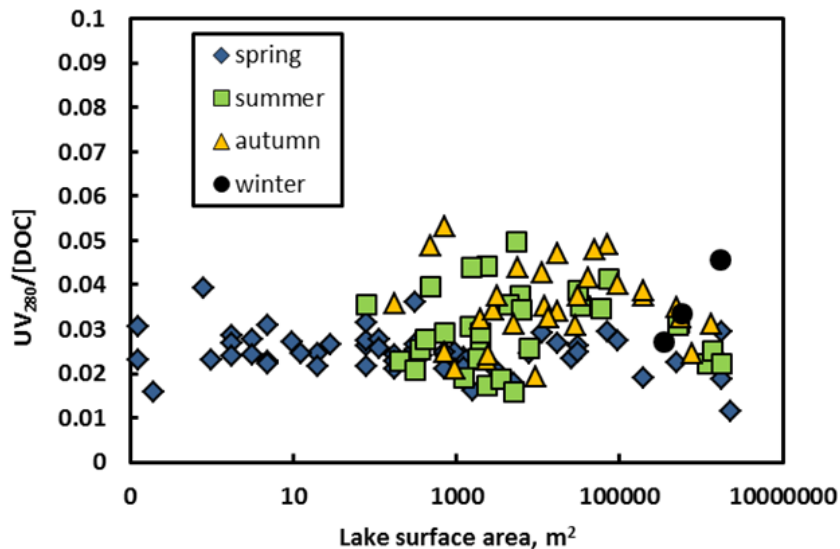 0.1
0.09
0.08
0.07
0.06
0.05
0.04
0.03
0.02
0.01
0
UV280/[DOC]
spring
summer
autumn
winter
0 10 1000 100000 10000000
Lake surface area, m²